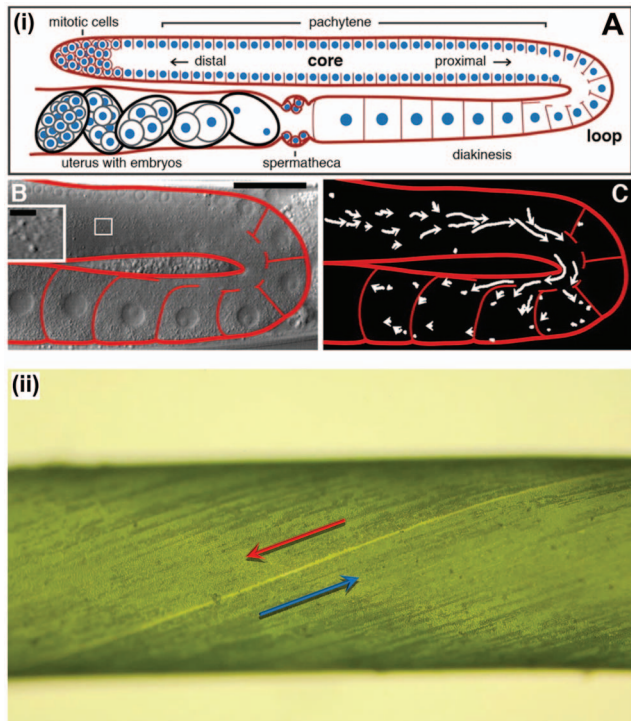 (i)
A
mitotic cells
pachytene
← distal
core
proximal →
loop
uterus with embryos
spermatheca
diakinesis
B
C
(ii)